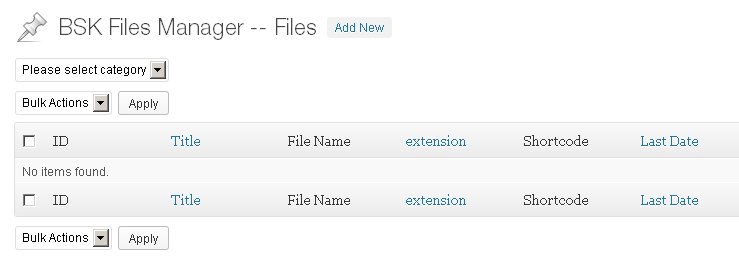 BSK Files Manager -- Files Add New
Please select category
Bulk Actions Apply
ID Title File Name extension Shortcode Last Date
No items found.
ID Title File Name extension Shortcode Last Date
Bulk Actions Apply